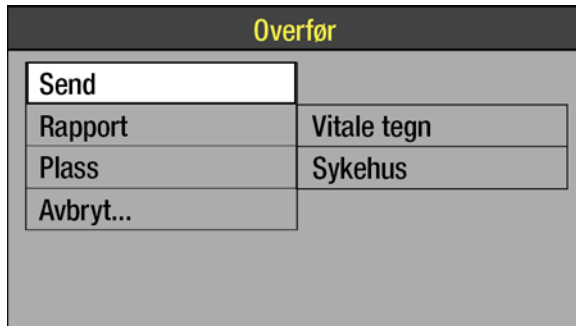 Overfør
Send
Rapport Vitale tegn
Plass Sykehus
Avbryt...